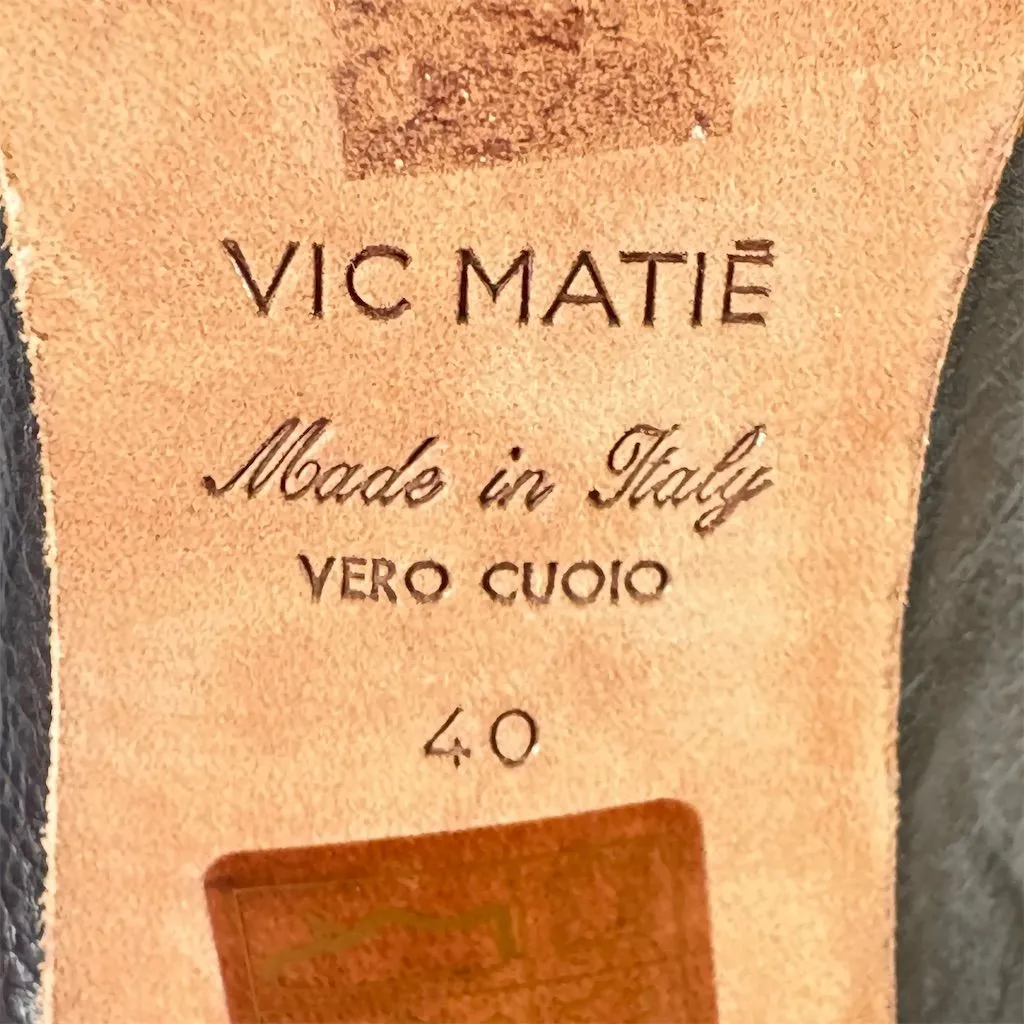 VIC MATIĒ
Made in Italy
VERO CUOIO
40